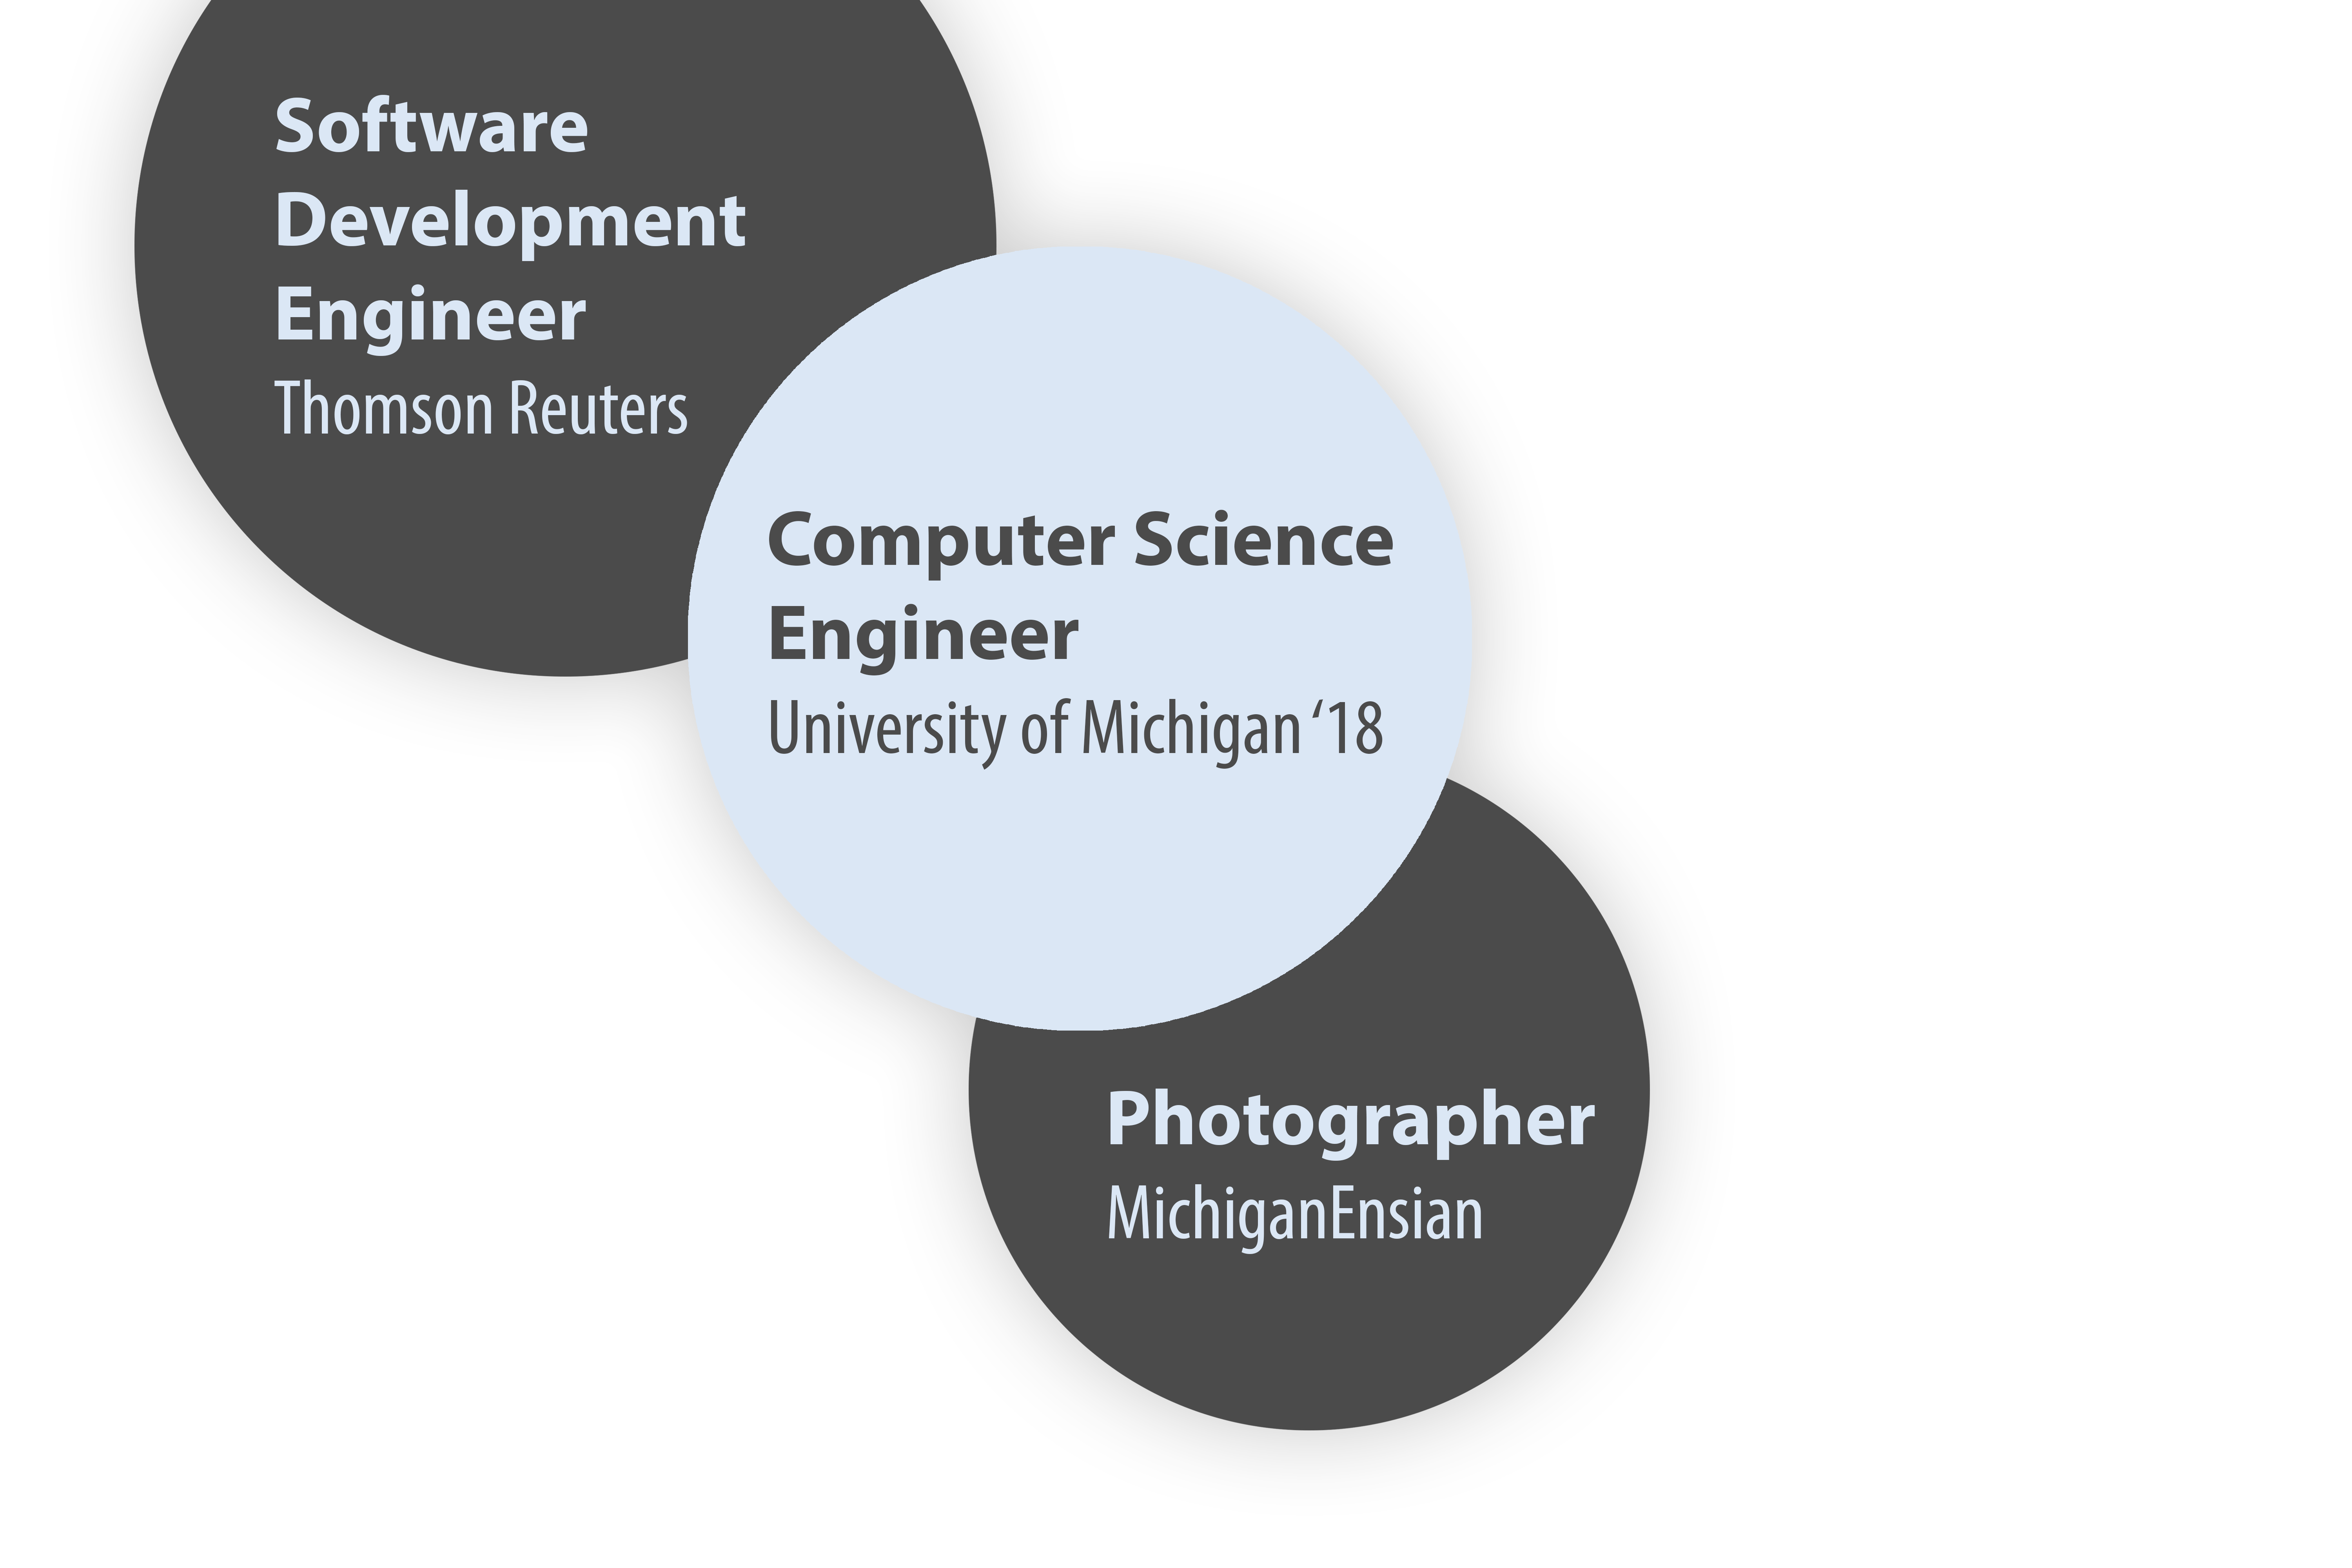 Software
Development
Engineer
Thomson Reuters
Computer Science
Engineer
University of Michigan ‘18
Photographer
MichiganEnsian